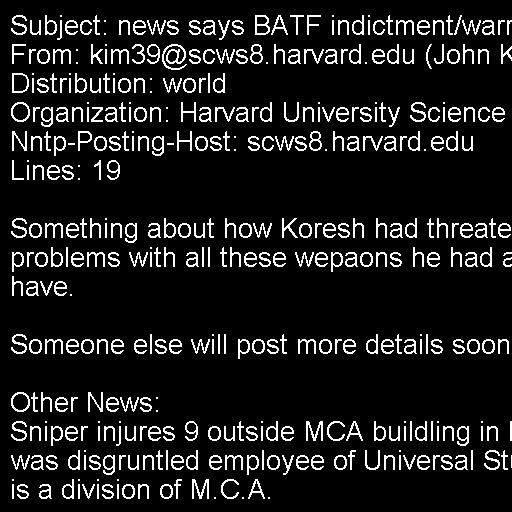 Subject: news says BATF indictment/warr
From: kim39@scws8.harvard.edu (John K
Distribution: world
Organization: Harvard University Science
Nntp-Posting-Host: scws8.harvard.edu
Lines: 19

Something about how Koresh had threate
problems with all these wepaons he had a
have.

Someone else will post more details soon

Other News:
Sniper injures 9 outside MCA buildling in
was disgruntled employee of Universal Stu
is a division of M.C.A.